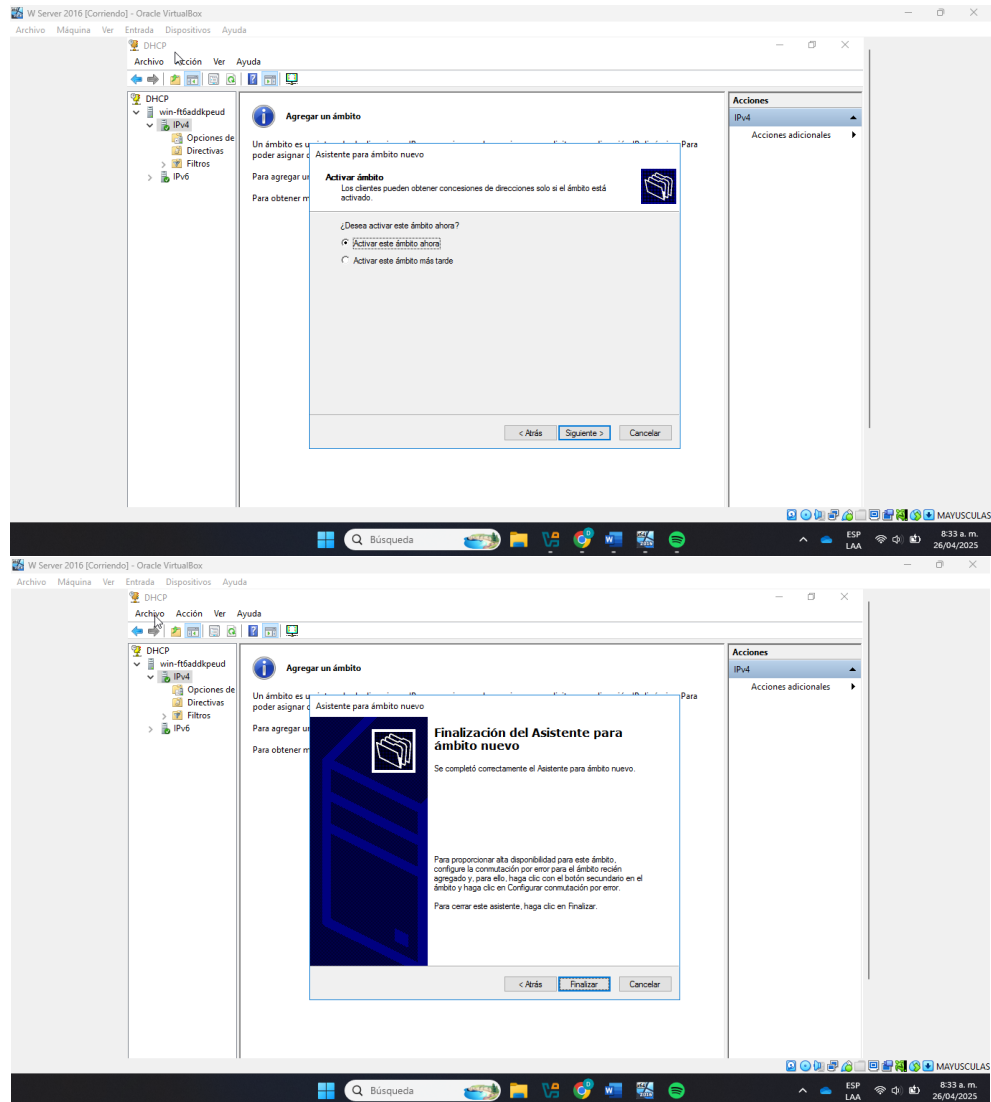 W Server 2016 [Corriendo] - Oracle VirtualBox
Archivo Máquina Ver Entrada Dispositivos Ayuda
DHCP
Archivo Acción Ver Ayuda
DHCP
win-ft6addkpeud
IPv4
Opciones de
Directivas
Filtros
IPv6
Agregar un ámbito
Un ámbito es u
Para
poder asignar
Para agregar un
Para obtener m
Asistente para ámbito nuevo
Activar ámbito
Los clientes pueden obtener concesiones de direcciones solo si el ámbito está
activado.
¿Desea activar este ámbito ahora?
Activar este ámbito ahora
Activar este ámbito más tarde
< Atrás Siguiente > Cancelar
Acciones
IPv4
Acciones adicionales
MAYUSCULAS
Búsqueda
ESP
LAA
8:33 a. m.
26/04/2025
W Server 2016 [Corriendo] - Oracle VirtualBox
Archivo Máquina Ver Entrada Dispositivos Ayuda
DHCP
Archivo Acción Ver Ayuda
DHCP
win-ft6addkpeud
IPv4
Opciones de
Directivas
Filtros
IPv6
Agregar un ámbito
Un ámbito es u
Para
poder asignar
Para agregar un
Para obtener m
Asistente para ámbito nuevo
Finalización del Asistente para
ámbito nuevo
Se completó correctamente el Asistente para ámbito nuevo.
Para proporcionar alta disponibilidad para este ámbito,
configure la conmutación por error para el ámbito recién
agregado y, para ello, haga clic con el botón secundario en el
ámbito y haga clic en Configurar conmutación por error.
Para cerrar este asistente, haga clic en Finalizar.
< Atrás Finalizar Cancelar
Acciones
IPv4
Acciones adicionales
MAYUSCULAS
Búsqueda
ESP
LAA
8:33 a. m.
26/04/2025